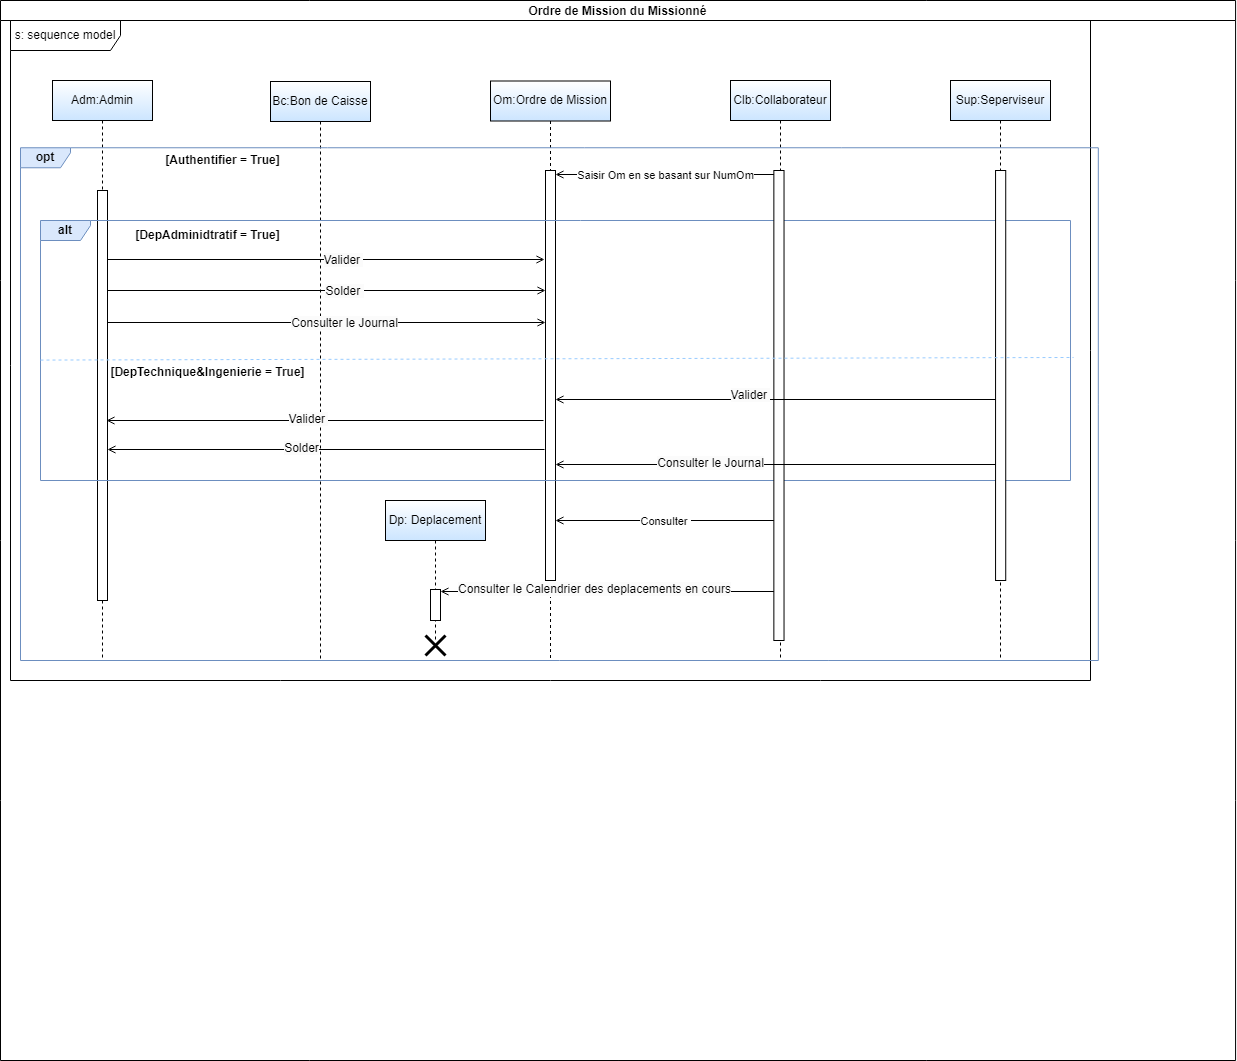 Ordre de Mission du Missionné
s: sequence model
Adm:Admin
Bc:Bon de Caisse
Om:Ordre de Mission
Clb:Collaborateur
Sup:Seperviseur
opt
[Authentifier = True]
Saisir Om en se basant sur NumOm
alt
[DepAdminidtratif = True]
Valider
Solder
Consulter le Journal
[DepTechnique&Ingenierie = True]
Valider
Valider
Solder
Consulter le Journal
Dp: Deplacement
Consulter
Consulter le Calendrier des deplacements en cours